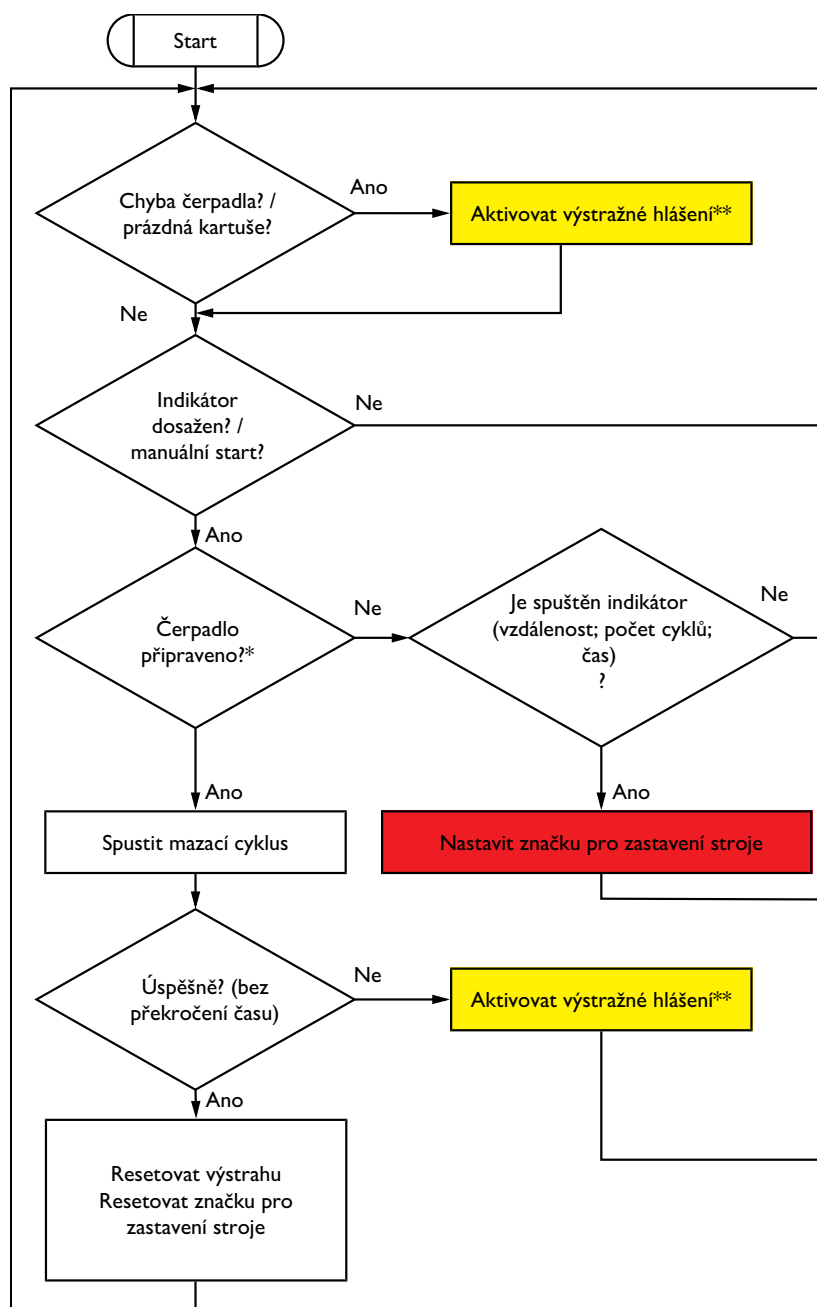 Start
Chyba čerpadla? /
prázdná kartuše?
Ano
Aktivovat výstražné hlášení**
Ne
Indikátor
dosažen? /
manuální start?
Ne
Ano
Čerpadlo
připraveno?*
Ne
Je spuštěn indikátor
(vzdálenost; počet cyklů;
čas)
?
Ne
Ano
Spustit mazací cyklus
Ano
Nastavit značku pro zastavení stroje
Úspěšně? (bez
překročení času)
Ne
Aktivovat výstražné hlášení**
Ano
Resetovat výstrahu
Resetovat značku pro
zastavení stroje